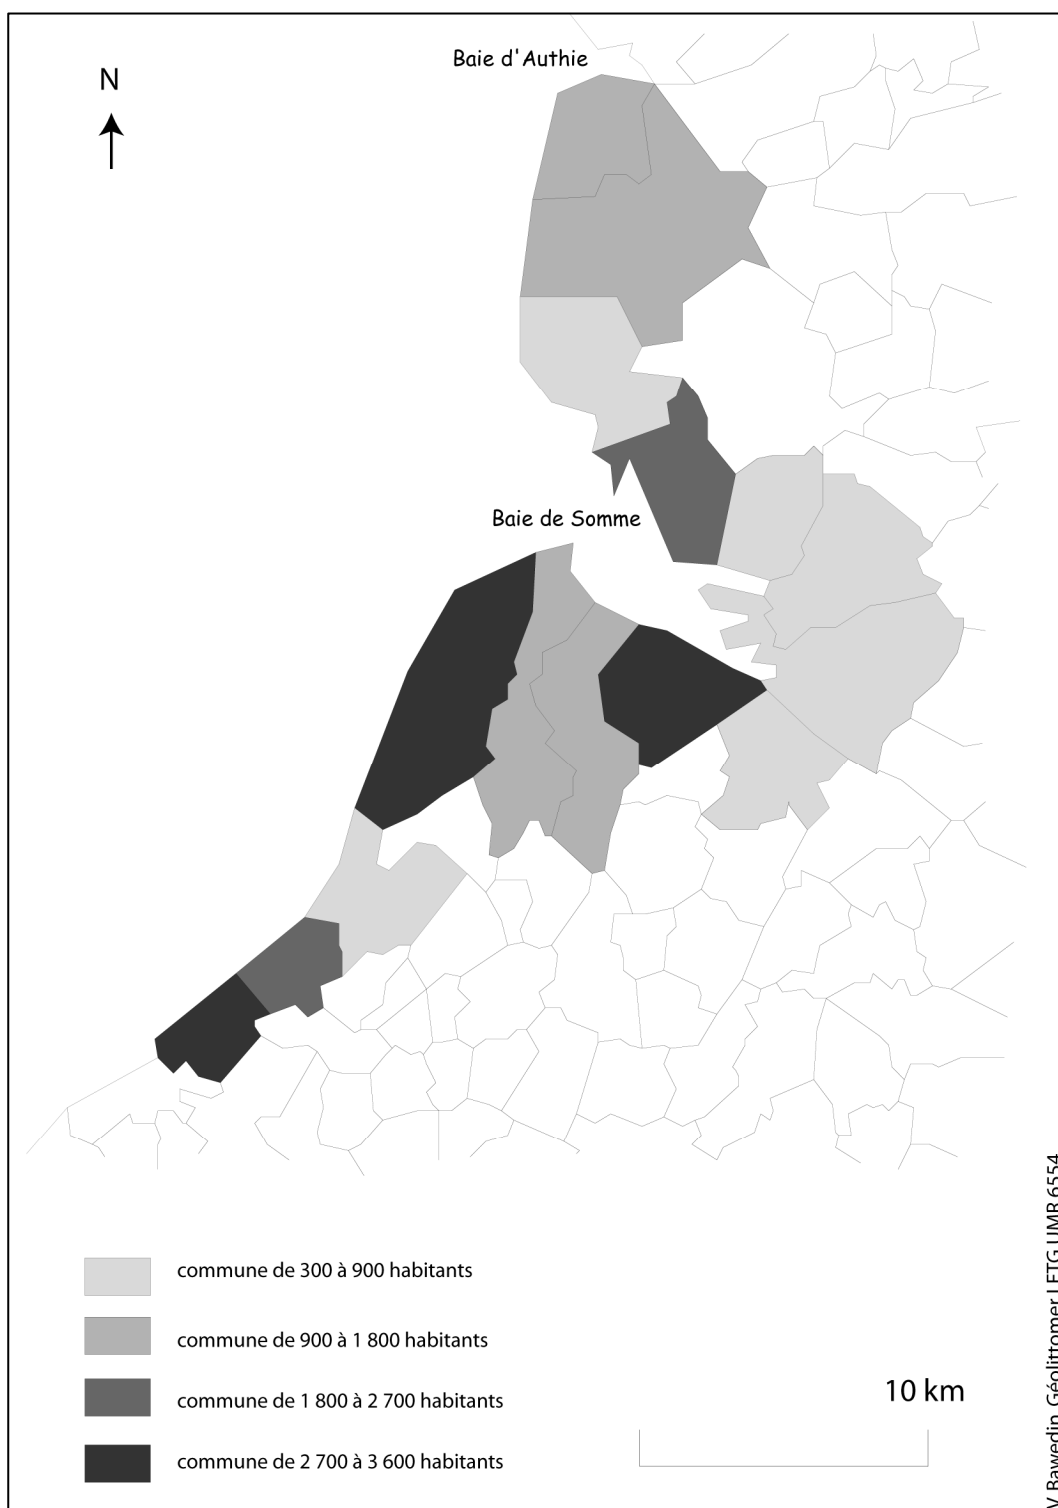 Baie d'Authie
N
Baie de Somme
commune de 300 à 900 habitants
commune de 900 à 1 800 habitants
commune de 1 800 à 2 700 habitants
commune de 2 700 à 3 600 habitants
10 km
V. Bawedin, Géolittomer LETG UMR 6554